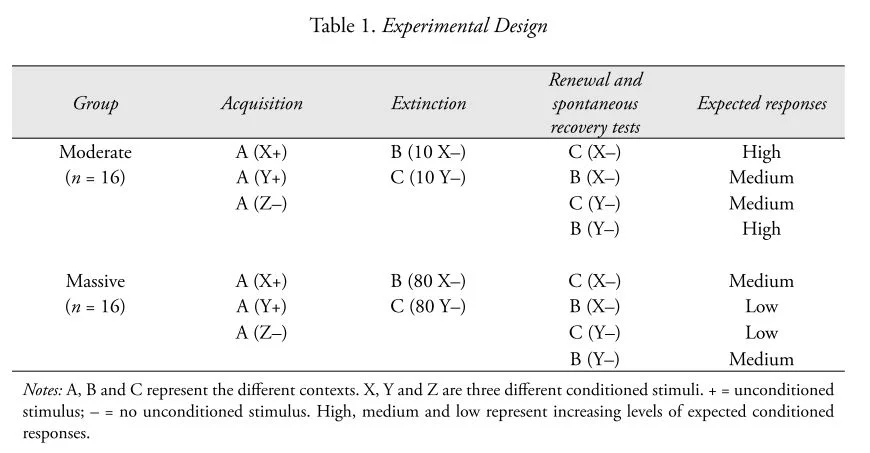 Table 1. Experimental Design
Group Acquisition Extinction Renewal and spontaneous recovery tests Expected responses
Moderate A (X+) B (10 X–) C (X–) High
(n = 16) A (Y+) C (10 Y–) B (X–) Medium
A (Z–) C (Y–) Medium
B (Y–) High
Massive A (X+) B (80 X–) C (X–) Medium
(n = 16) A (Y+) C (80 Y–) B (X–) Low
A (Z–) C (Y–) Low
B (Y–) Medium
Notes: A, B and C represent the different contexts. X, Y and Z are three different conditioned stimuli. + = unconditioned
stimulus; – = no unconditioned stimulus. High, medium and low represent increasing levels of expected conditioned
responses.